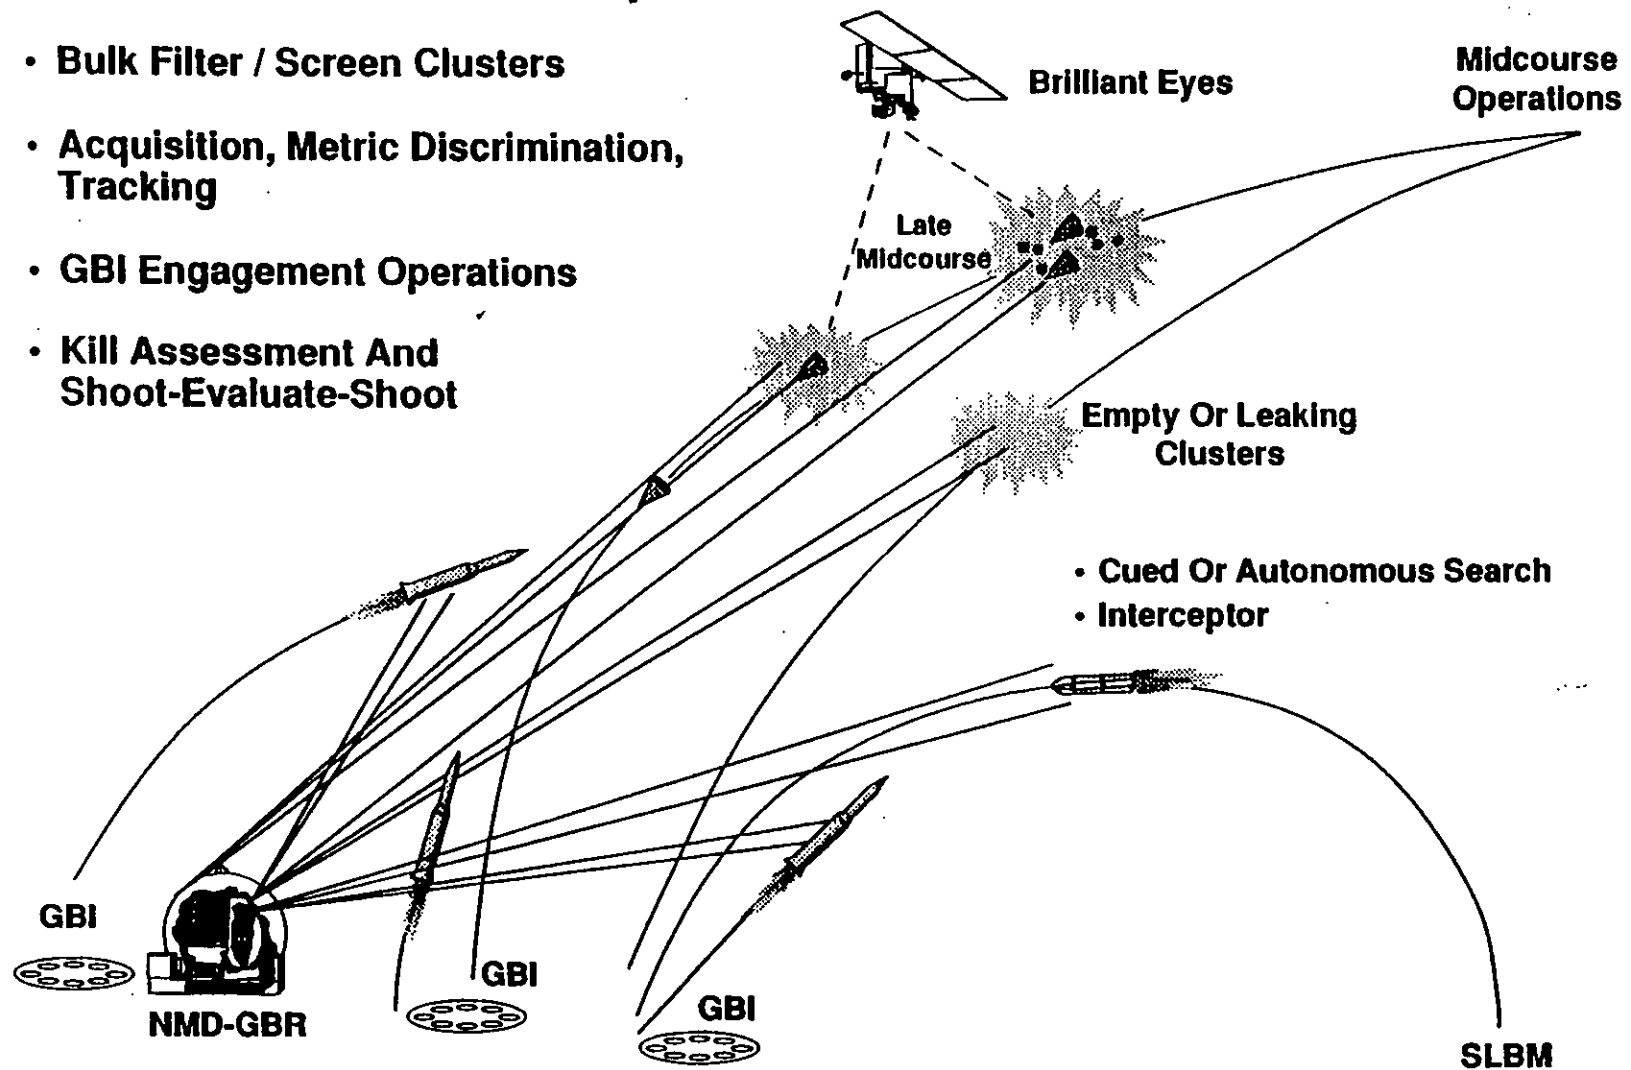 • Bulk Filter / Screen Clusters
• Acquisition, Metric Discrimination,
Tracking
• GBI Engagement Operations
• Kill Assessment And
Shoot-Evaluate-Shoot
Brilliant Eyes
Midcourse
Operations
Late
Midcourse
Empty Or Leaking
Clusters
• Cued Or Autonomous Search
• Interceptor
GBI
NMD-GBR
GBI
GBI
SLBM